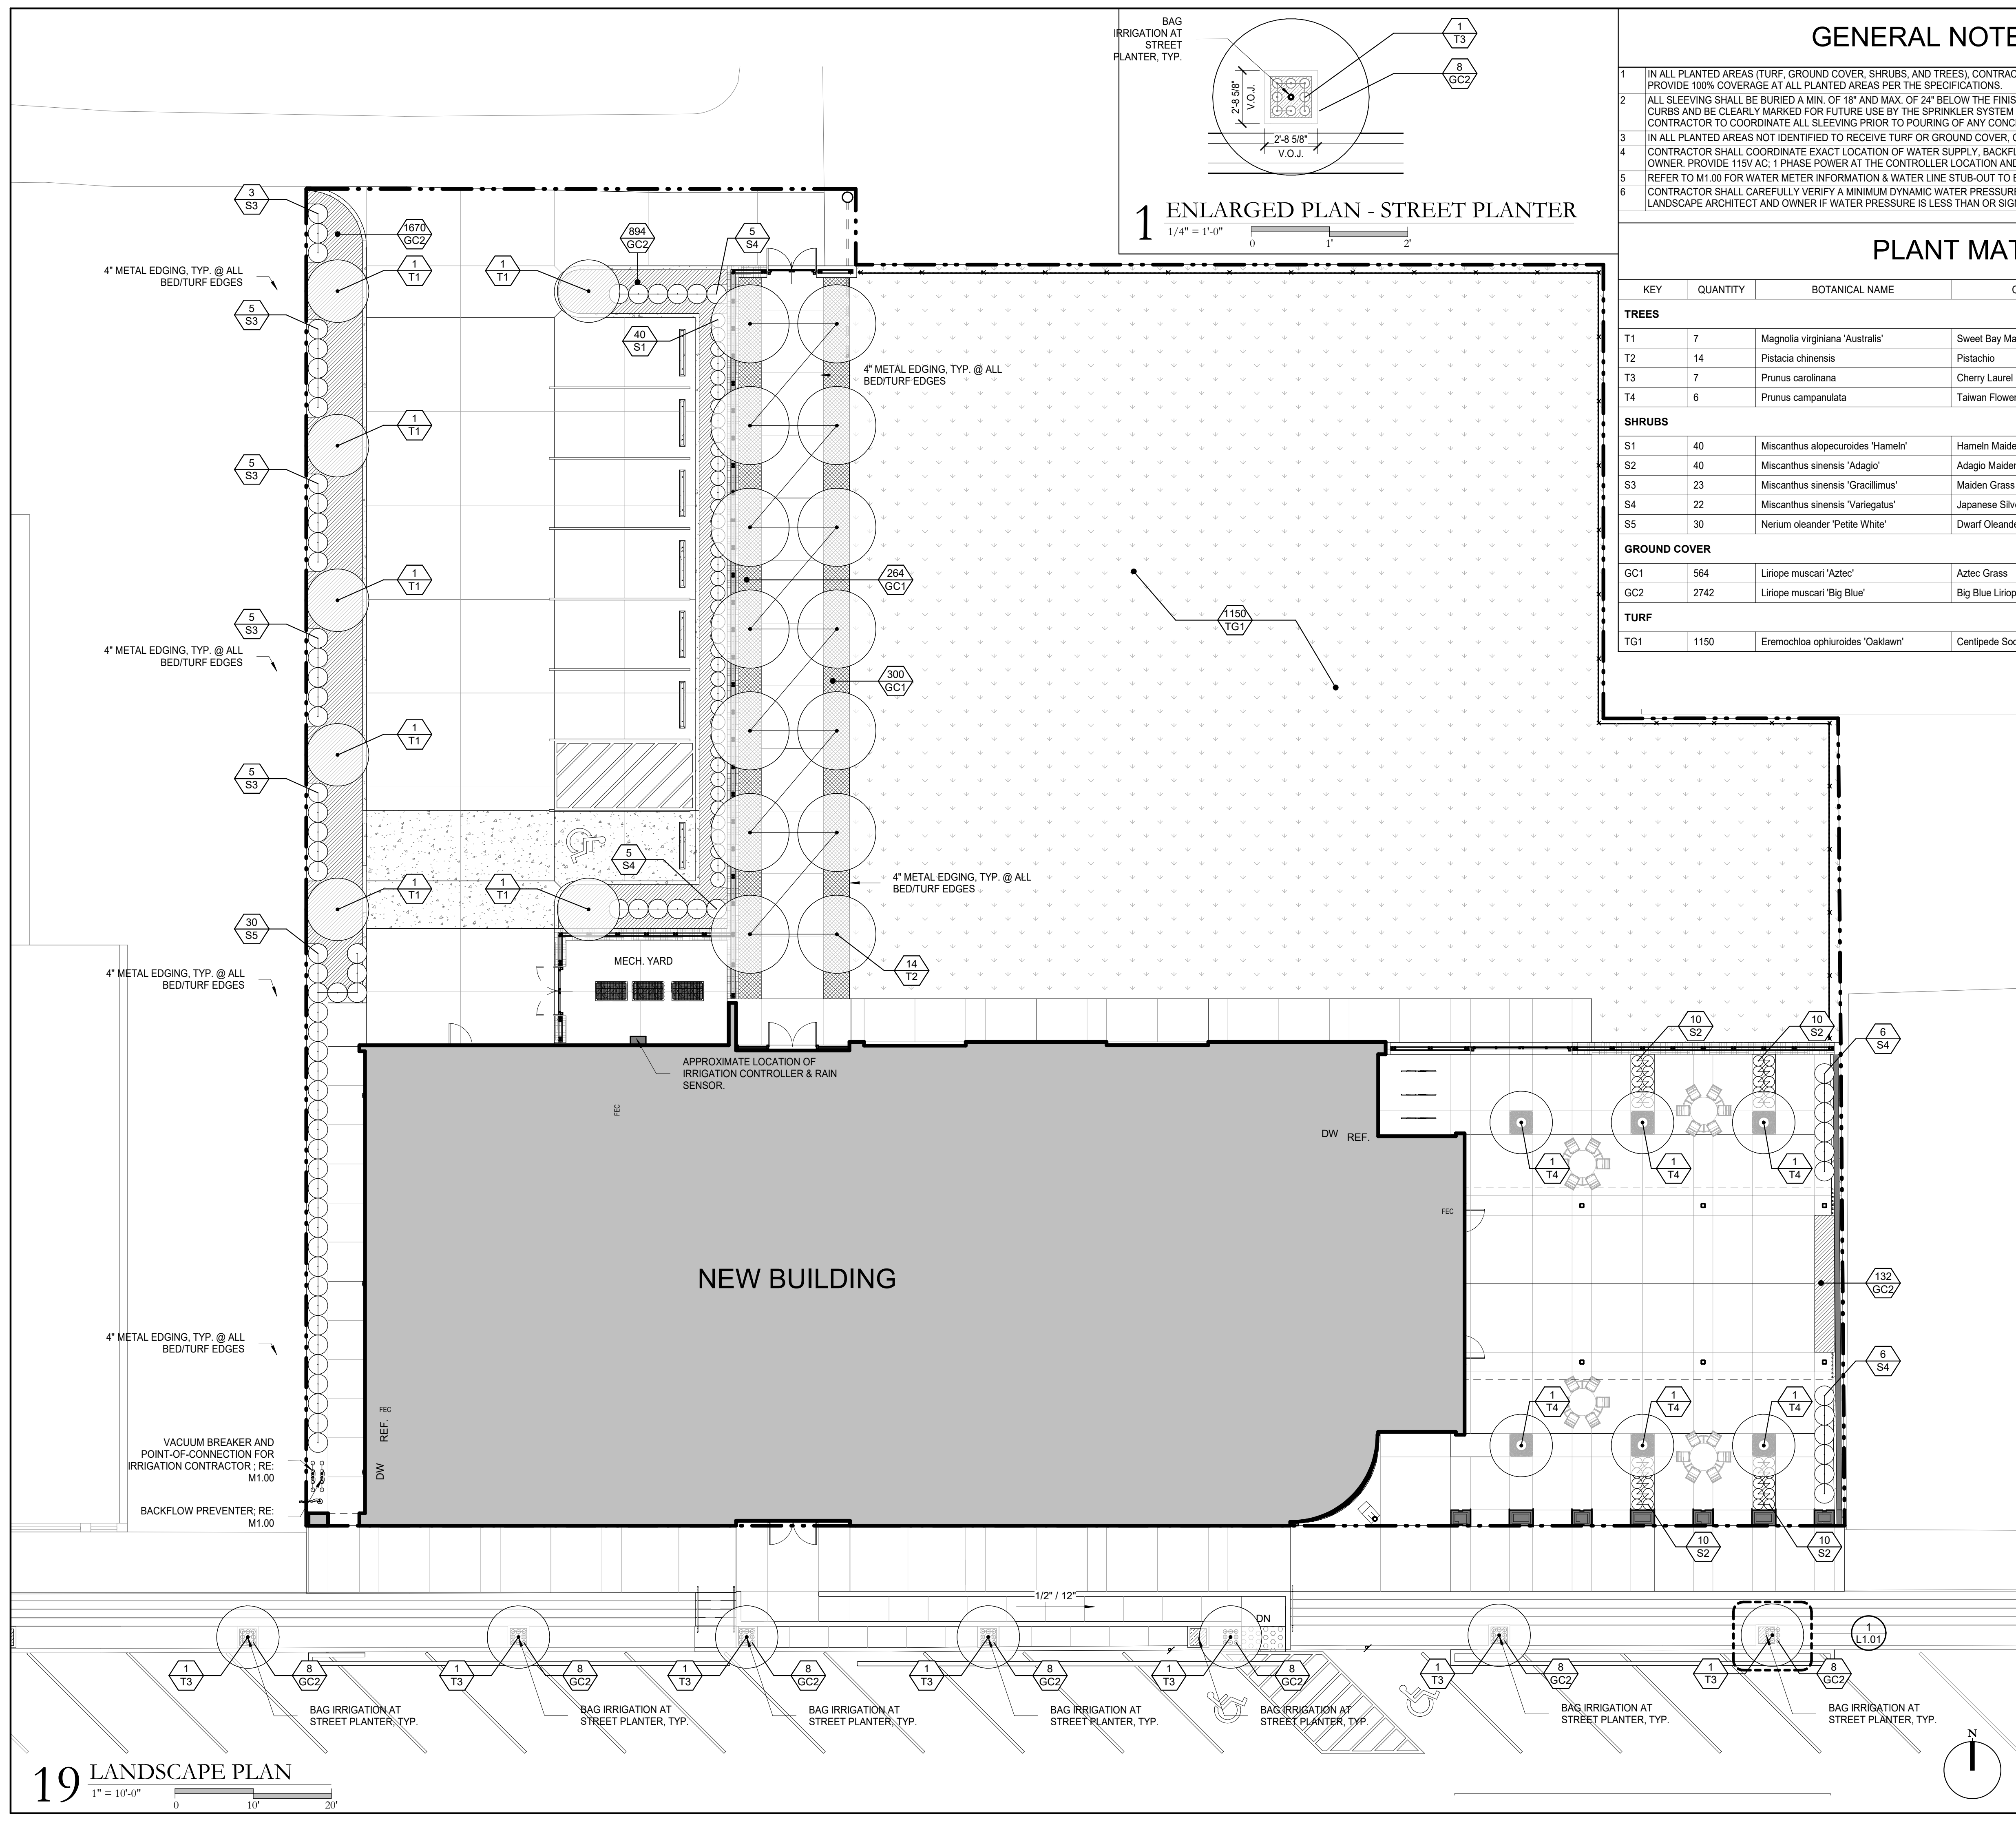 BAG
IRRIGATION AT
STREET
PLANTER, TYP.
1
T3
8
GC2
2'-8 5/8"
V.O.J.
2'-8 5/8"
V.O.J.
1 ENLARGED PLAN - STREET PLANTER
1/4" = 1'-0"
0 1' 2'
GENERAL NOTE
1 IN ALL PLANTED AREAS (TURF, GROUND COVER, SHRUBS, AND TREES), CONTRAC
PROVIDE 100% COVERAGE AT ALL PLANTED AREAS PER THE SPECIFICATIONS.
2 ALL SLEEVING SHALL BE BURIED A MIN. OF 18" AND MAX. OF 24" BELOW THE FINIS
CURBS AND BE CLEARLY MARKED FOR FUTURE USE BY THE SPRINKLER SYSTEM
CONTRACTOR TO COORDINATE ALL SLEEVING PRIOR TO POURING OF ANY CONC
3 IN ALL PLANTED AREAS NOT IDENTIFIED TO RECEIVE TURF OR GROUND COVER, C
4 CONTRACTOR SHALL COORDINATE EXACT LOCATION OF WATER SUPPLY, BACKFL
OWNER. PROVIDE 115V AC; 1 PHASE POWER AT THE CONTROLLER LOCATION AND
5 REFER TO M1.00 FOR WATER METER INFORMATION & WATER LINE STUB-OUT TO B
6 CONTRACTOR SHALL CAREFULLY VERIFY A MINIMUM DYNAMIC WATER PRESSURE
LANDSCAPE ARCHITECT AND OWNER IF WATER PRESSURE IS LESS THAN OR SIG
PLANT MAT
KEY QUANTITY BOTANICAL NAME C
TREES
T1 7 Magnolia virginiana 'Australis' Sweet Bay Ma
T2 14 Pistacia chinensis Pistachio
T3 7 Prunus carolinana Cherry Laurel
T4 6 Prunus campanulata Taiwan Flower
SHRUBS
S1 40 Miscanthus alopecuroides 'Hameln' Hameln Maide
S2 40 Miscanthus sinensis 'Adagio' Adagio Maiden
S3 23 Miscanthus sinensis 'Gracillimus' Maiden Grass
S4 22 Miscanthus sinensis 'Variegatus' Japanese Silve
S5 30 Nerium oleander 'Petite White' Dwarf Oleande
GROUND COVER
GC1 564 Liriope muscari 'Aztec' Aztec Grass
GC2 2742 Liriope muscari 'Big Blue' Big Blue Liriop
TURF
TG1 1150 Eremochloa ophiuroides 'Oaklawn' Centipede Soc
3
S3
1670
GC2
894
GC2
5
S4
4" METAL EDGING, TYP. @ ALL
BED/TURF EDGES
1
T1
1
T1
5
S3
40
S1
4" METAL EDGING, TYP. @ ALL
BED/TURF EDGES
1
T1
5
S3
1
T1
264
GC1
5
S3
1150
TG1
4" METAL EDGING, TYP. @ ALL
BED/TURF EDGES
300
GC1
1
T1
5
S3
5
S4
1
T1
1
T1
4" METAL EDGING, TYP. @ ALL
BED/TURF EDGES
30
S5
4" METAL EDGING, TYP. @ ALL
BED/TURF EDGES
MECH. YARD
14
T2
APPROXIMATE LOCATION OF
IRRIGATION CONTROLLER & RAIN
SENSOR.
10
S2
10
S2
6
S4
FEC
DW REF.
1
T4
1
T4
1
T4
FEC
NEW BUILDING
132
GC2
4" METAL EDGING, TYP. @ ALL
BED/TURF EDGES
6
S4
1
T4
1
T4
1
T4
FEC
REF.
DW
VACUUM BREAKER AND
POINT-OF-CONNECTION FOR
IRRIGATION CONTRACTOR ; RE:
M1.00
BACKFLOW PREVENTER; RE:
M1.00
10
S2
10
S2
1/2" / 12"
DN
1
L1.01
1
T3
8
GC2
1
T3
8
GC2
1
T3
8
GC2
1
T3
8
GC2
1
T3
8
GC2
1
T3
8
GC2
1
T3
8
GC2
BAG IRRIGATION AT
STREET PLANTER, TYP.
BAG IRRIGATION AT
STREET PLANTER, TYP.
BAG IRRIGATION AT
STREET PLANTER, TYP.
BAG IRRIGATION AT
STREET PLANTER, TYP.
BAG IRRIGATION AT
STREET PLANTER, TYP.
BAG IRRIGATION AT
STREET PLANTER, TYP.
BAG IRRIGATION AT
STREET PLANTER, TYP.
N
19 LANDSCAPE PLAN
1" = 10'-0"
0 10' 20'